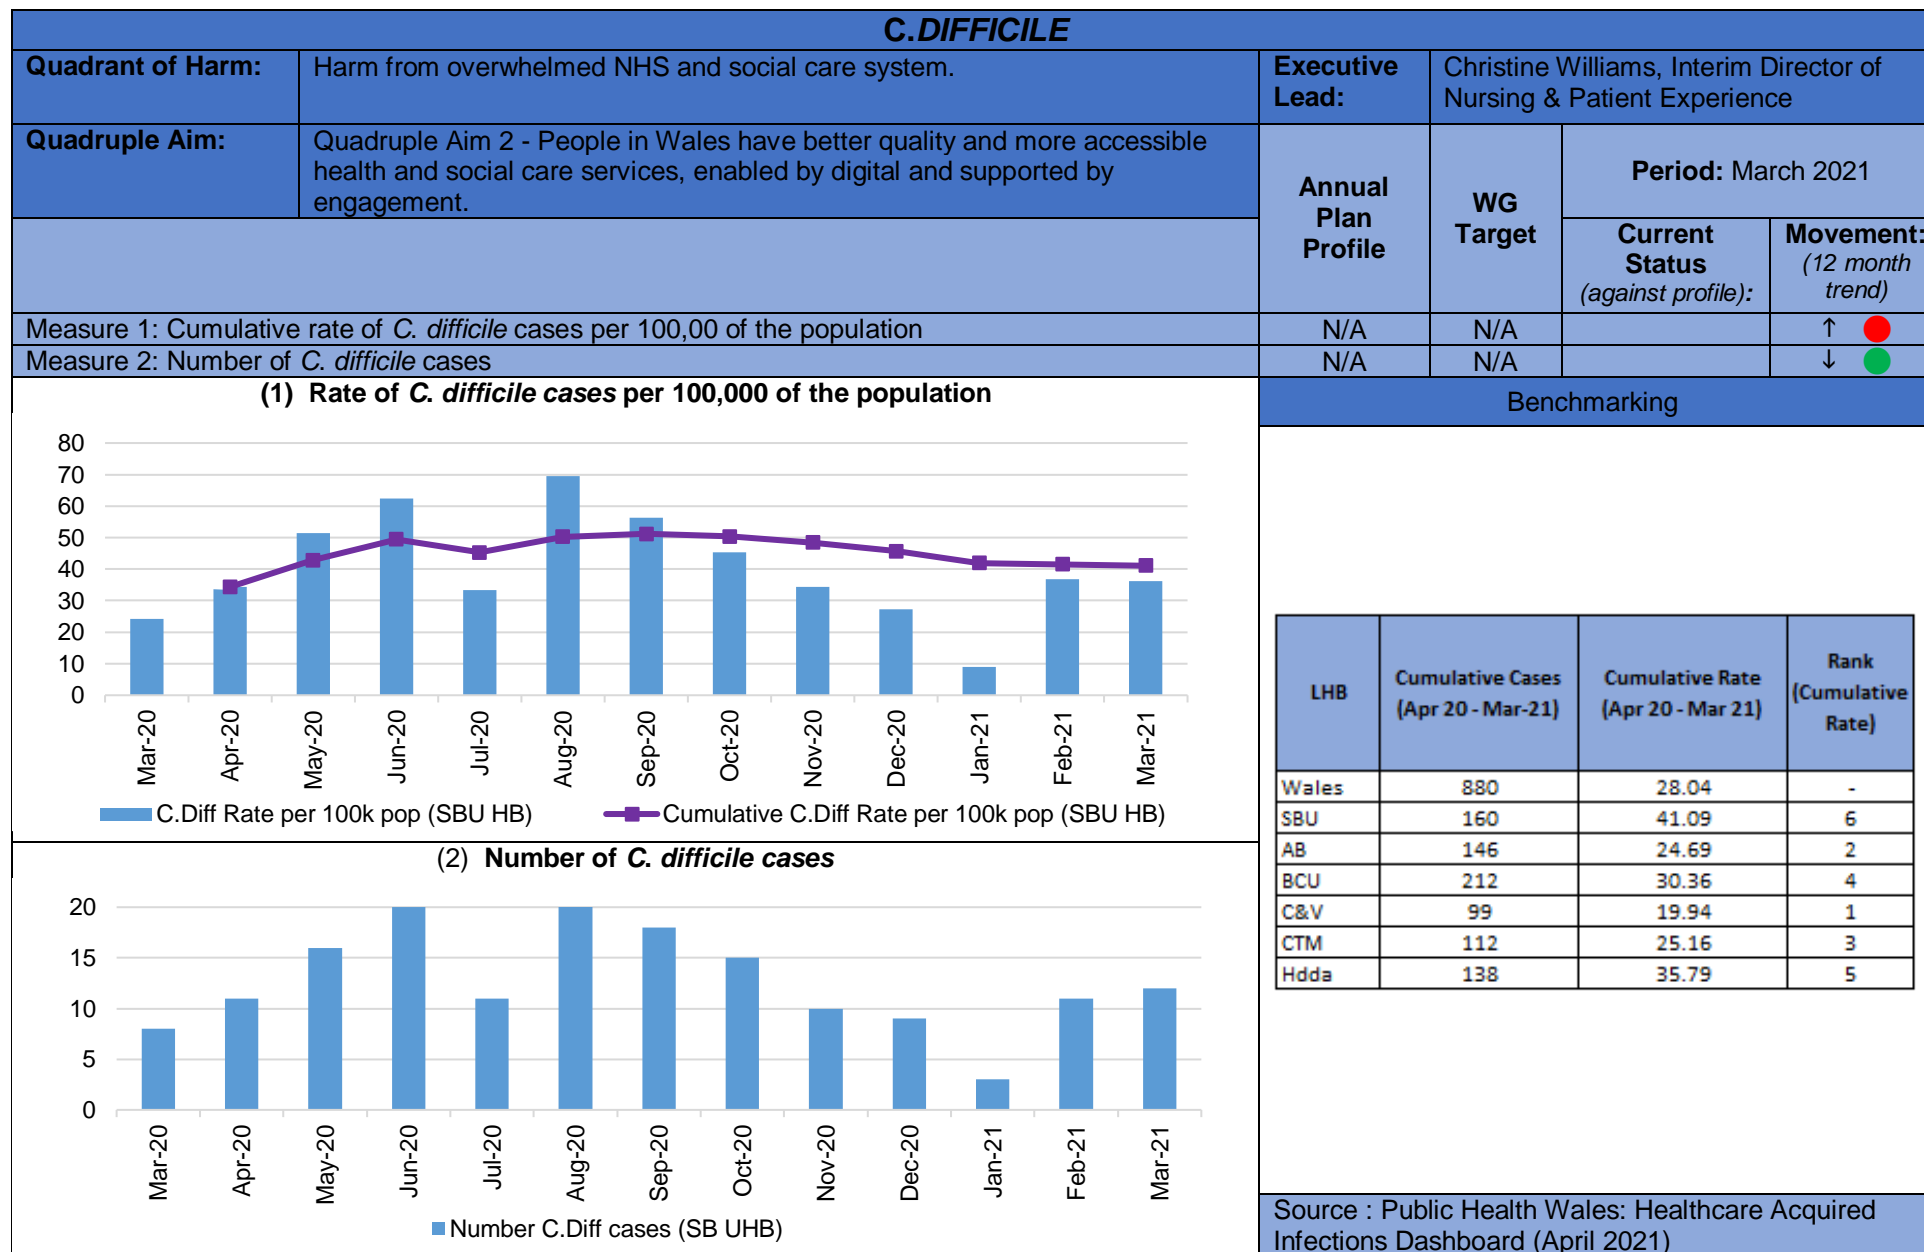 C.DIFFICILE
Quadrant of Harm:
Harm from overwhelmed NHS and social care system.
Executive
Lead:
Christine Williams, Interim Director of
Nursing & Patient Experience
Quadruple Aim:
Quadruple Aim 2 - People in Wales have better quality and more accessible
health and social care services, enabled by digital and supported by
engagement.
Annual
Plan
Profile
WG
Target
Period: March 2021
Current
Status
(against profile):
Movement:
(12 month
trend)
Measure 1: Cumulative rate of C. difficile cases per 100,00 of the population
N/A
N/A
↑
Measure 2: Number of C. difficile cases
N/A
N/A
↓
(1) Rate of C. difficile cases per 100,000 of the population
80
70
60
50
40
30
20
10
0
Mar-20
Apr-20
May-20
Jun-20
Jul-20
Aug-20
Sep-20
Oct-20
Nov-20
Dec-20
Jan-21
Feb-21
Mar-21
C.Diff Rate per 100k pop (SBU HB)
Cumulative C.Diff Rate per 100k pop (SBU HB)
(2) Number of C. difficile cases
20
15
10
5
0
Mar-20
Apr-20
May-20
Jun-20
Jul-20
Aug-20
Sep-20
Oct-20
Nov-20
Dec-20
Jan-21
Feb-21
Mar-21
Number C.Diff cases (SB UHB)
Benchmarking
LHB
Cumulative Cases
(Apr 20 - Mar-21)
Cumulative Rate
(Apr 20 - Mar 21)
Rank
(Cumulative
Rate)
Wales 880 28.04 -
SBU 160 41.09 6
AB 146 24.69 2
BCU 212 30.36 4
C&V 99 19.94 1
CTM 112 25.16 3
Hdda 138 35.79 5
Source : Public Health Wales: Healthcare Acquired
Infections Dashboard (April 2021)